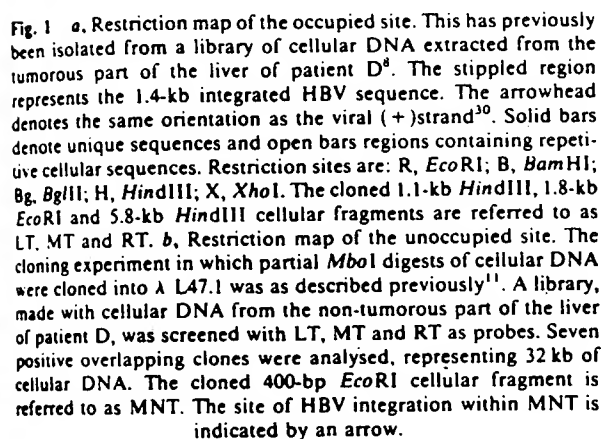 Fig. 1 a, Restriction map of the occupied site. This has previously
been isolated from a library of cellular DNA extracted from the
tumorous part of the liver of patient D⁸. The stippled region
represents the 1.4-kb integrated HBV sequence. The arrowhead
denotes the same orientation as the viral (+)strand³⁰. Solid bars
denote unique sequences and open bars regions containing repeti-
tive cellular sequences. Restriction sites are: R, EcoRI; B, BamHI;
Bg, BglII; H, HindIII; X, XhoI. The cloned 1.1-kb HindIII, 1.8-kb
EcoRI and 5.8-kb HindIII cellular fragments are referred to as
LT, MT and RT. b, Restriction map of the unoccupied site. The
cloning experiment in which partial MboI digests of cellular DNA
were cloned into λ L47.1 was as described previously¹¹. A library,
made with cellular DNA from the non-tumorous part of the liver
of patient D, was screened with LT, MT and RT as probes. Seven
positive overlapping clones were analysed, representing 32 kb of
cellular DNA. The cloned 400-bp EcoRI cellular fragment is
referred to as MNT. The site of HBV integration within MNT is
indicated by an arrow.